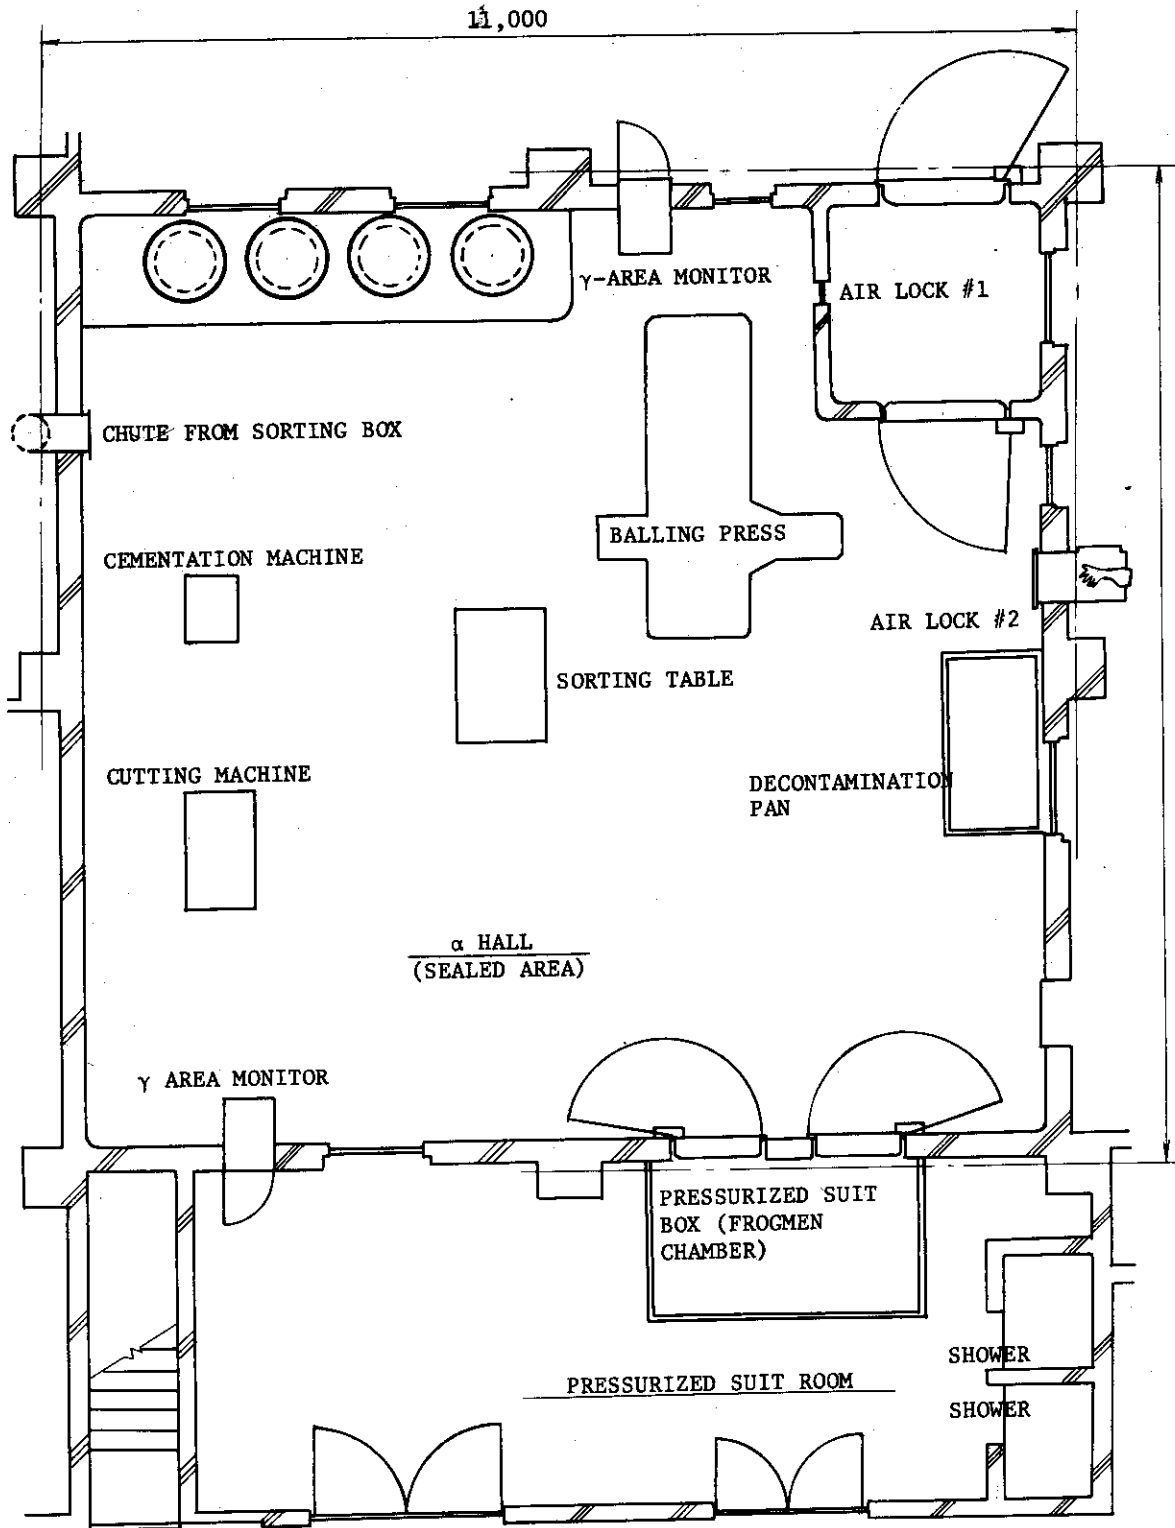 11,000
γ-AREA MONITOR
AIR LOCK #1
CHUTE FROM SORTING BOX
BALLING PRESS
CEMENTATION MACHINE
AIR LOCK #2
SORTING TABLE
CUTTING MACHINE
DECONTAMINATION
PAN
α HALL
(SEALED AREA)
γ AREA MONITOR
PRESSURIZED SUIT
BOX (FROGMEN
CHAMBER)
SHOWER
PRESSURIZED SUIT ROOM
SHOWER